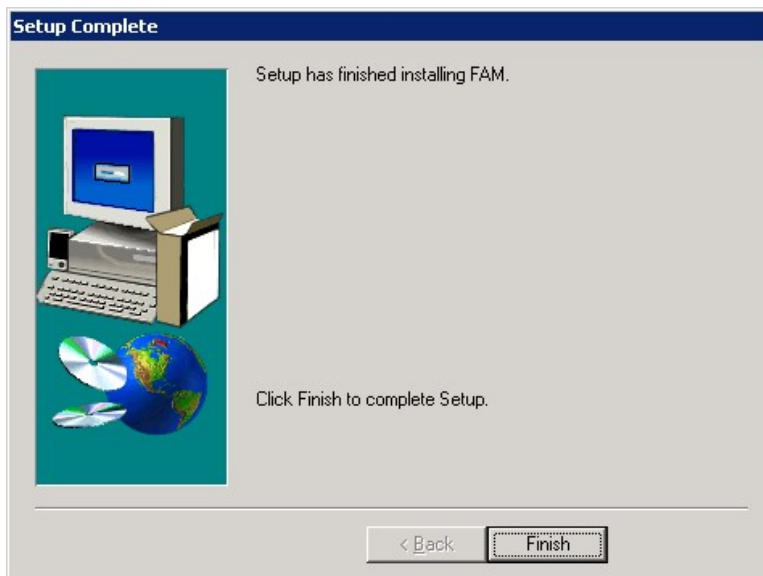 Setup Complete
Setup has finished installing FAM.
Click Finish to complete Setup.
< Back
Finish